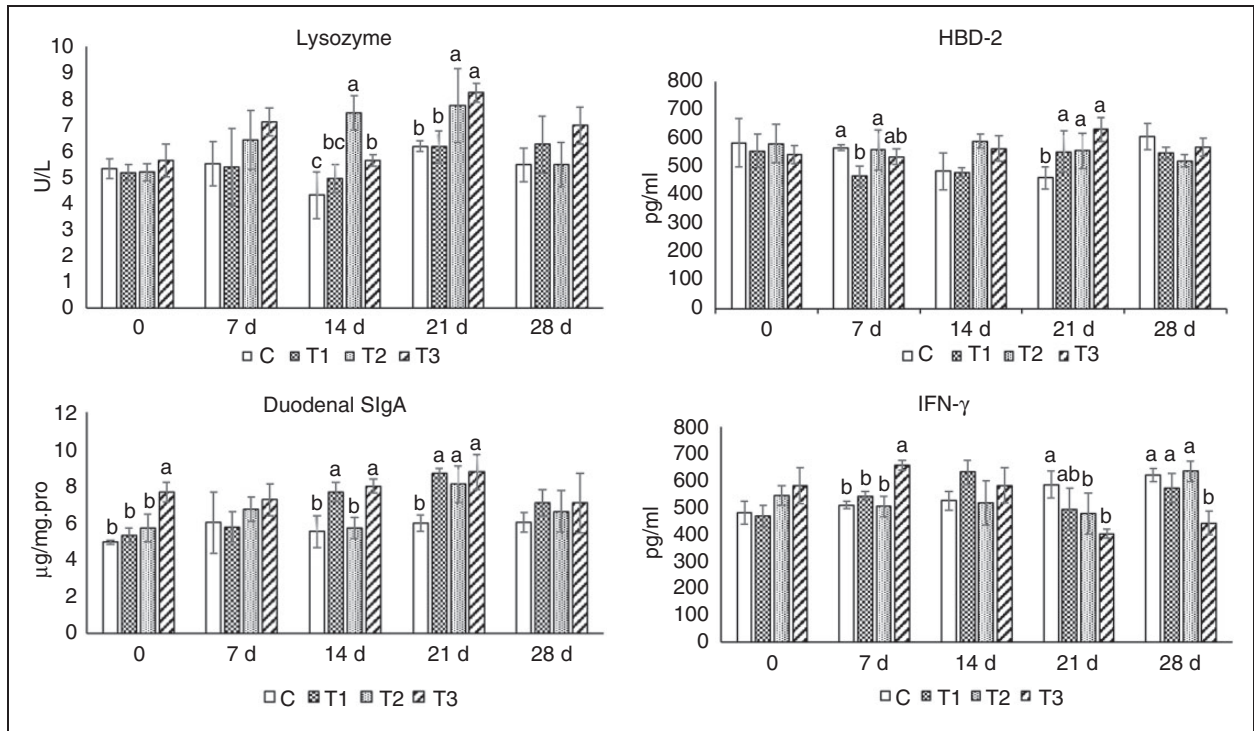 Lysozyme
10
9
8
7
6
5
4
3
2
1
0
U/L
a
a
a
c
bc
b
b
b
0 7 d 14 d 21 d 28 d
C T1 T2 T3
HBD-2
800
700
600
500
400
300
200
100
0
pg/ml
a
b
a
ab
b
a
a
a
0 7 d 14 d 21 d 28 d
C T1 T2 T3
Duodenal SIgA
12
10
8
6
4
2
0
µg/mg.pro
b b b a
b a b a
b a a a
0 7 d 14 d 21 d 28 d
C T1 T2 T3
IFN-γ
800
700
600
500
400
300
200
100
0
pg/ml
b b b a
a ab b b
a a a b
0 7 d 14 d 21 d 28 d
C T1 T2 T3